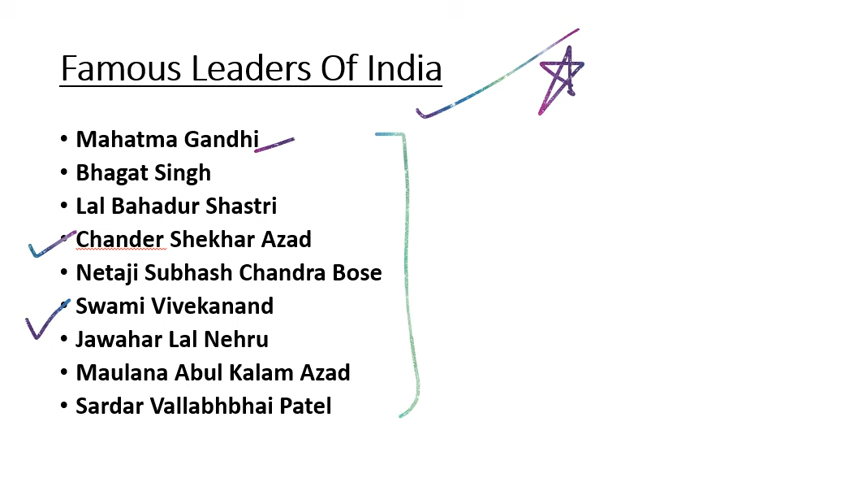 Famous Leaders Of India
• Mahatma Gandhi
• Bhagat Singh
• Lal Bahadur Shastri
• Chander Shekhar Azad
• Netaji Subhash Chandra Bose
• Swami Vivekanand
• Jawahar Lal Nehru
• Maulana Abul Kalam Azad
• Sardar Vallabhbhai Patel